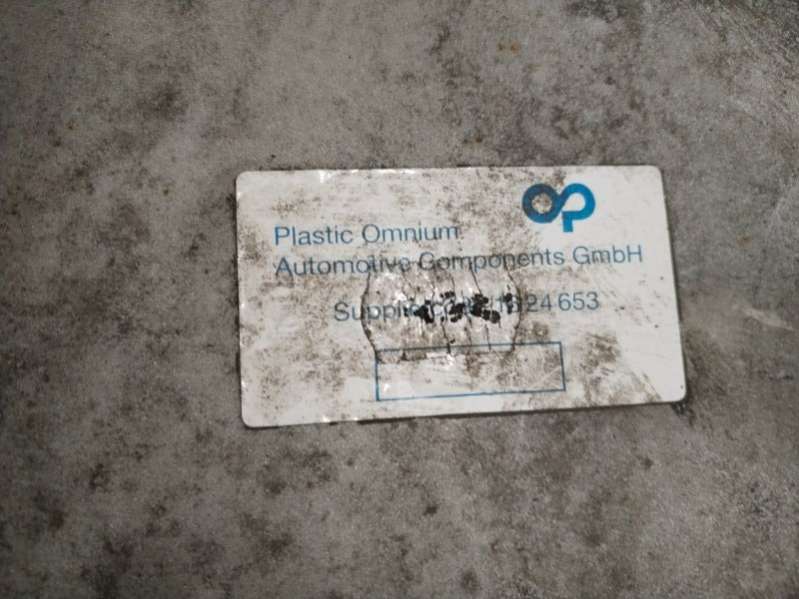 OP
Plastic Omnium
Automotive Components GmbH
24653